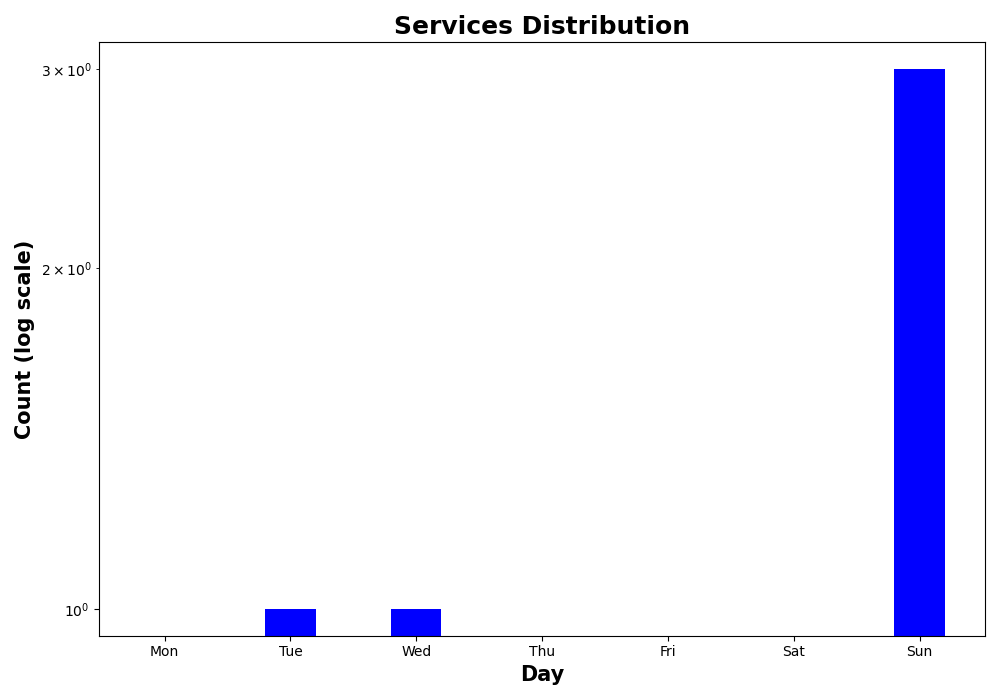 Services Distribution
3 × 10⁰
2 × 10⁰
10⁰
Count (log scale)
Mon Tue Wed Thu Fri Sat Sun
Day